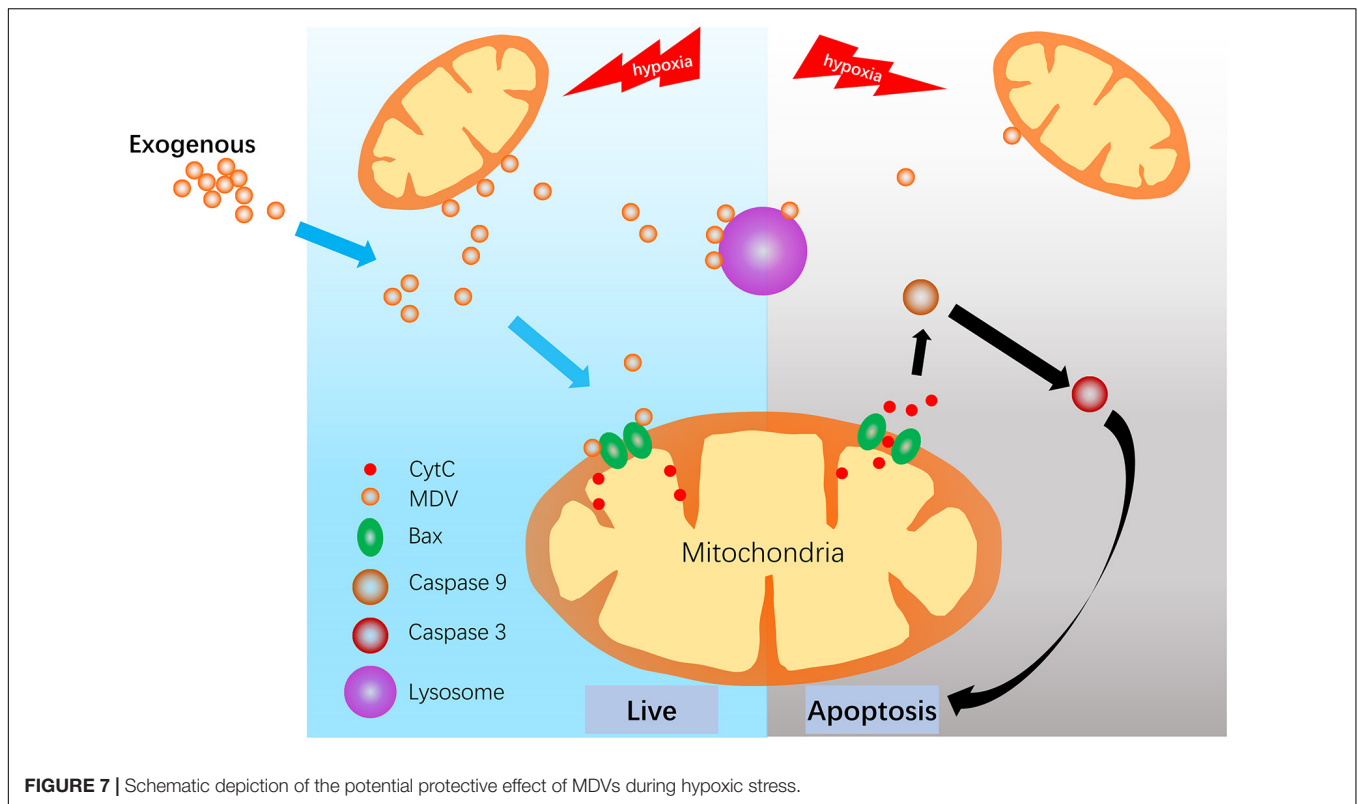 hypoxia
hypoxia
Exogenous
CytC
MDV
Bax
Caspase 9
Caspase 3
Lysosome
Mitochondria
Live
Apoptosis
FIGURE 7 | Schematic depiction of the potential protective effect of MDVs during hypoxic stress.